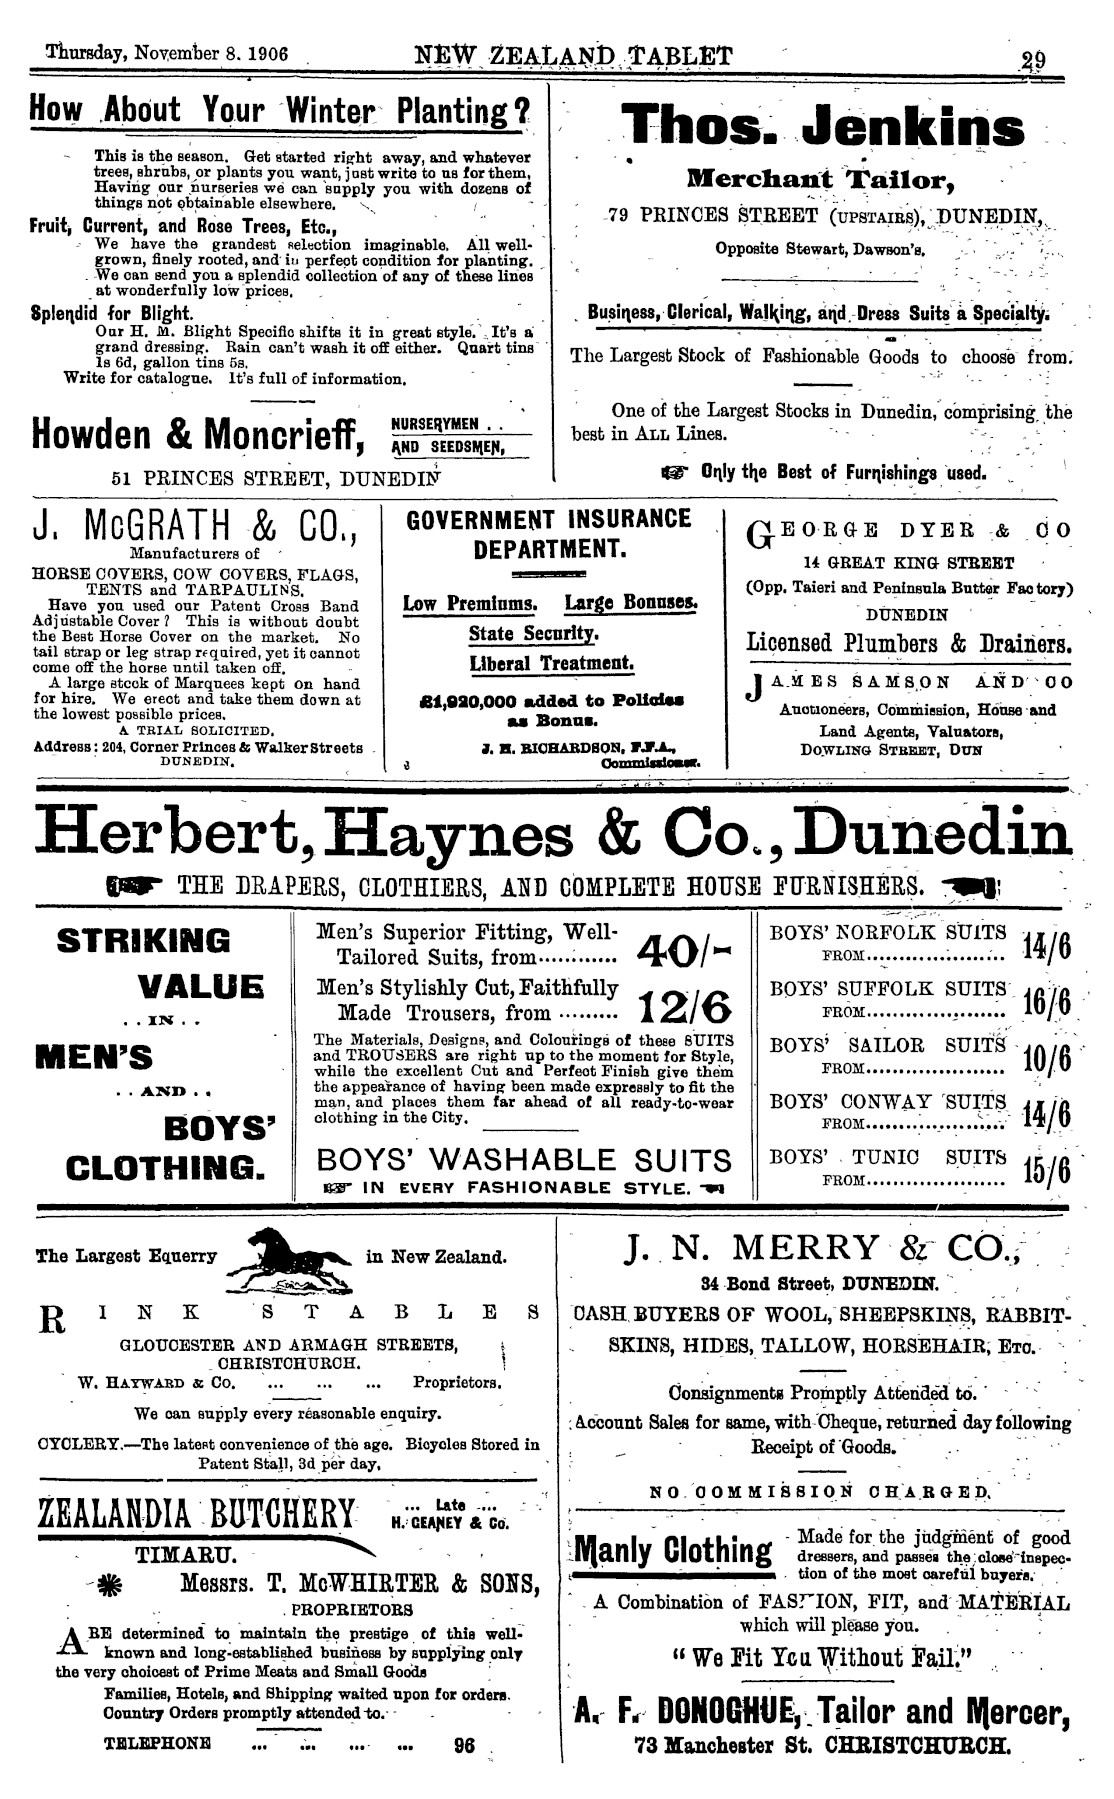 Thursday, November 8, 1906 NEW ZEALAND TABLET 29
How About Your Winter Planting?
This is the season. Get started right away, and whatever
trees, shrubs, or plants you want, just write to us for them,
Having our nurseries we can supply you with dozens of
things not obtainable elsewhere.
Fruit, Current, and Rose Trees, Etc.,
We have the grandest selection imaginable. All well-
grown, finely rooted, and in perfect condition for planting.
We can send you a splendid collection of any of these lines
at wonderfully low prices.
Splendid for Blight.
Our H. M. Blight Specific shifts it in great style. It's a
grand dressing. Rain can't wash it off either. Quart tins
1s 6d, gallon tins 5s.
Write for catalogue. It's full of information.
Howden & Moncrieff, NURSERYMEN . .
AND SEEDSMEN,
51 PRINCES STREET, DUNEDIN
Thos. Jenkins
Merchant Tailor,
79 PRINCES STREET (UPSTAIRS), DUNEDIN,
Opposite Stewart, Dawson's.
Business, Clerical, Walking, and Dress Suits a Specialty.
The Largest Stock of Fashionable Goods to choose from.
One of the Largest Stocks in Dunedin, comprising the
best in ALL Lines.
Only the Best of Furnishings used.
J. McGRATH & CO.,
Manufacturers of
HORSE COVERS, COW COVERS, FLAGS,
TENTS and TARPAULINS.
Have you used our Patent Cross Band
Adjustable Cover? This is without doubt
the Best Horse Cover on the market. No
tail strap or leg strap required, yet it cannot
come off the horse until taken off.
A large stock of Marquees kept on hand
for hire. We erect and take them down at
the lowest possible prices.
A TRIAL SOLICITED.
Address: 204, Corner Princes & Walker Streets
DUNEDIN.
GOVERNMENT INSURANCE
DEPARTMENT.
Low Premiums. Large Bonuses.
State Security.
Liberal Treatment.
£1,920,000 added to Policies
as Bonus.
J. H. RICHARDSON, F.F.A.,
Commissioner.
GEORGE DYER & CO
14 GREAT KING STREET
(Opp. Taieri and Peninsula Butter Factory)
DUNEDIN
Licensed Plumbers & Drainers.
JAMES SAMSON AND CO
Auctioneers, Commission, House and
Land Agents, Valuators,
DOWLING STREET, DUN
Herbert, Haynes & Co., Dunedin
THE DRAPERS, CLOTHIERS, AND COMPLETE HOUSE FURNISHERS.
STRIKING
VALUE
. . IN . .
MEN'S
. . AND . .
BOYS'
CLOTHING.
Men's Superior Fitting, Well-
Tailored Suits, from............ 40/-
Men's Stylishly Cut, Faithfully
Made Trousers, from ......... 12/6
The Materials, Designs, and Colourings of these SUITS
and TROUSERS are right up to the moment for Style,
while the excellent Cut and Perfect Finish give them
the appearance of having been made expressly to fit the
man, and places them far ahead of all ready-to-wear
clothing in the City.
BOYS' WASHABLE SUITS
IN EVERY FASHIONABLE STYLE.
BOYS' NORFOLK SUITS
FROM..................... 14/6
BOYS' SUFFOLK SUITS
FROM..................... 16/6
BOYS' SAILOR SUITS
FROM..................... 10/6
BOYS' CONWAY SUITS
FROM..................... 14/6
BOYS' TUNIC SUITS
FROM..................... 15/6
The Largest Equerry in New Zealand.
RINK STABLES
GLOUCESTER AND ARMAGH STREETS,
CHRISTCHURCH.
W. HAYWARD & Co. ... ... ... Proprietors.
We can supply every reasonable enquiry.
CYCLERY.—The latest convenience of the age. Bicycles Stored in
Patent Stall, 3d per day.
ZEALANDIA BUTCHERY ... Late ...
H. GEANEY & Co.
TIMARU.
Messrs. T. McWHIRTER & SONS,
PROPRIETORS
ARE determined to maintain the prestige of this well-
known and long-established business by supplying only
the very choicest of Prime Meats and Small Goods
Families, Hotels, and Shipping waited upon for orders.
Country Orders promptly attended to.
TELEPHONE ... ... ... ... 96
J. N. MERRY & CO.,
34 Bond Street, DUNEDIN.
CASH BUYERS OF WOOL, SHEEPSKINS, RABBIT-
SKINS, HIDES, TALLOW, HORSEHAIR, ETC.
Consignments Promptly Attended to.
Account Sales for same, with Cheque, returned day following
Receipt of Goods.
NO COMMISSION CHARGED.
Manly Clothing Made for the judgment of good
dressers, and passes the close inspec-
tion of the most careful buyers.
A Combination of FASHION, FIT, and MATERIAL
which will please you.
"We Fit You Without Fail."
A. F. DONOGHUE, Tailor and Mercer,
73 Manchester St. CHRISTCHURCH.